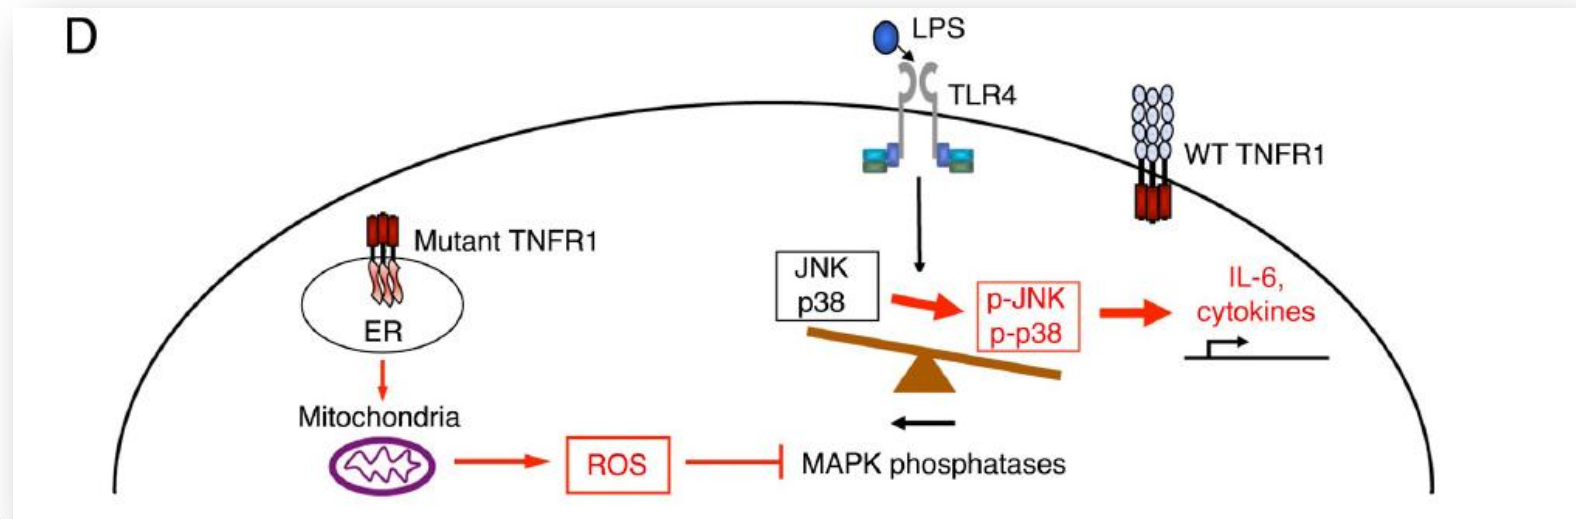 D
LPS
TLR4
WT TNFR1
Mutant TNFR1
ER
JNK
p38
p-JNK
p-p38
IL-6,
cytokines
Mitochondria
ROS
MAPK phosphatases